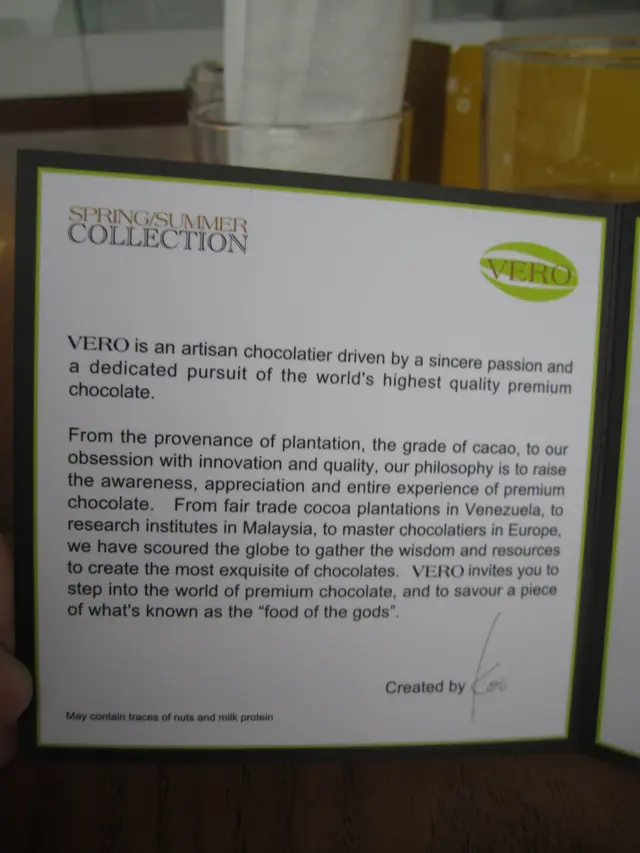 SPRING/SUMMER
COLLECTION
VERO
VERO is an artisan chocolatier driven by a sincere passion and
a dedicated pursuit of the world's highest quality premium
chocolate.
From the provenance of plantation, the grade of cacao, to our
obsession with innovation and quality, our philosophy is to raise
the awareness, appreciation and entire experience of premium
chocolate. From fair trade cocoa plantations in Venezuela, to
research institutes in Malaysia, to master chocolatiers in Europe,
we have scoured the globe to gather the wisdom and resources
to create the most exquisite of chocolates. VERO invites you to
step into the world of premium chocolate, and to savour a piece
of what's known as the "food of the gods".
Created by
May contain traces of nuts and milk protein